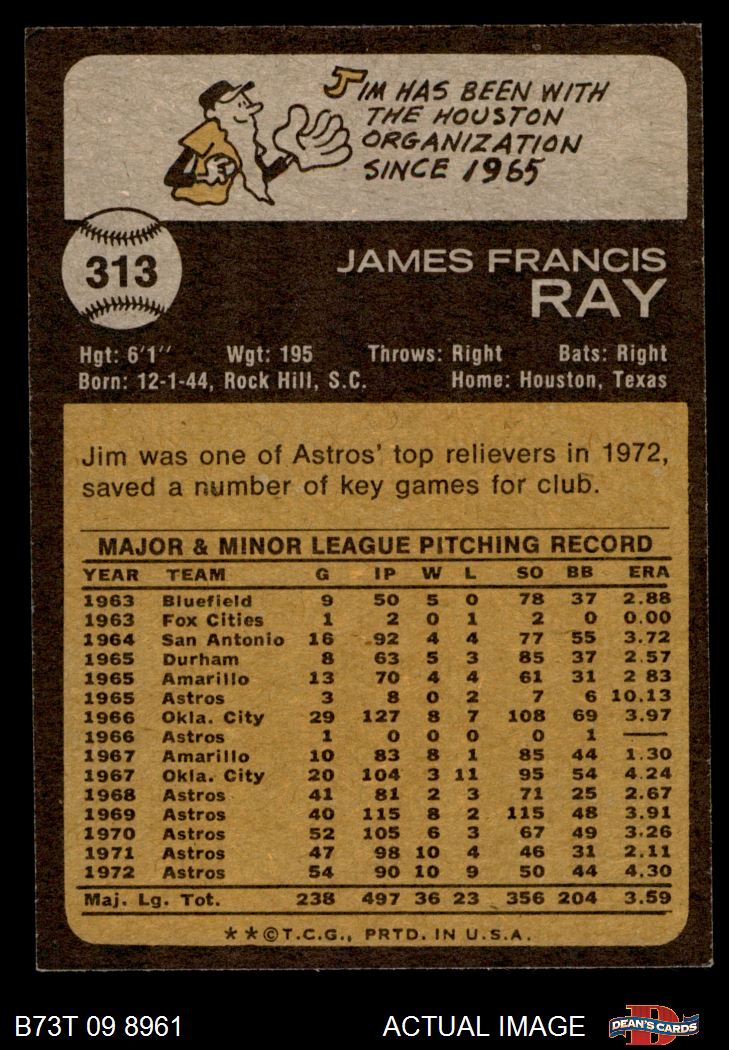 JIM HAS BEEN WITH
THE HOUSTON
ORGANIZATION
SINCE 1965
313
JAMES FRANCIS
RAY
Hgt: 6'1" Wgt: 195 Throws: Right Bats: Right
Born: 12-1-44, Rock Hill, S.C. Home: Houston, Texas
Jim was one of Astros' top relievers in 1972,
saved a number of key games for club.
MAJOR & MINOR LEAGUE PITCHING RECORD
YEAR TEAM G IP W L SO BB ERA
1963 Bluefield 9 50 5 0 78 37 2.88
1963 Fox Cities 1 2 0 1 2 0 0.00
1964 San Antonio 16 92 4 4 77 55 3.72
1965 Durham 8 63 5 3 85 37 2.57
1965 Amarillo 13 70 4 4 61 31 2 83
1965 Astros 3 8 0 2 7 6 10.13
1966 Okla. City 29 127 8 7 108 69 3.97
1966 Astros 1 0 0 0 0 1 —
1967 Amarillo 10 83 8 1 85 44 1.30
1967 Okla. City 20 104 3 11 95 54 4.24
1968 Astros 41 81 2 3 71 25 2.67
1969 Astros 40 115 8 2 115 48 3.91
1970 Astros 52 105 6 3 67 49 3.26
1971 Astros 47 98 10 4 46 31 2.11
1972 Astros 54 90 10 9 50 44 4.30
Maj. Lg. Tot. 238 497 36 23 356 204 3.59
**©T.C.G., PRTD. IN U.S.A.
B73T 09 8961 ACTUAL IMAGE DEAN'S CARDS